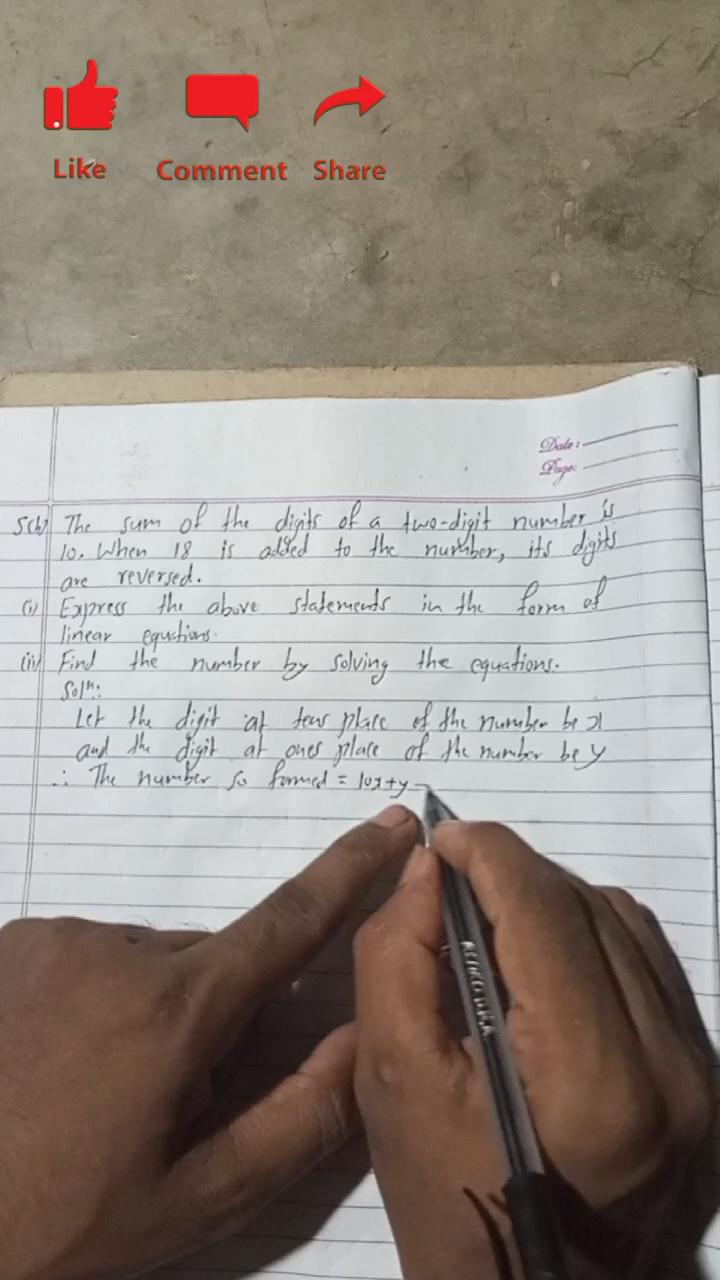 Like Comment Share
Date:
Page:
5(b) The sum of the digits of a two-digit number is
10. When 18 is added to the number, its digits
are reversed.
(i) Express the above statements in the form of
linear equations.
(ii) Find the number by solving the equations.
Solⁿ:
Let the digit at tens place of the number be x
and the digit at ones place of the number be y
∴ The number so formed = 10x+y